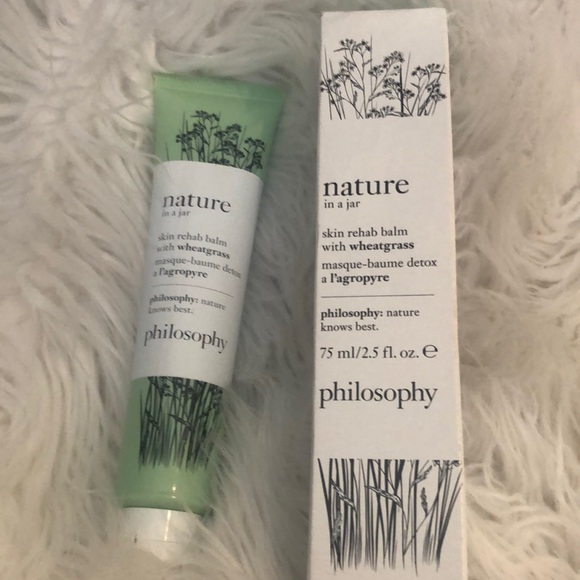 nature
in a jar
skin rehab balm
with wheatgrass
masque-baume detox
a l'agropyre
philosophy: nature
knows best.
philosophy
nature
in a jar
skin rehab balm
with wheatgrass
masque-baume detox
a l'agropyre
philosophy: nature
knows best.
75 ml/2.5 fl. oz. ℮
philosophy